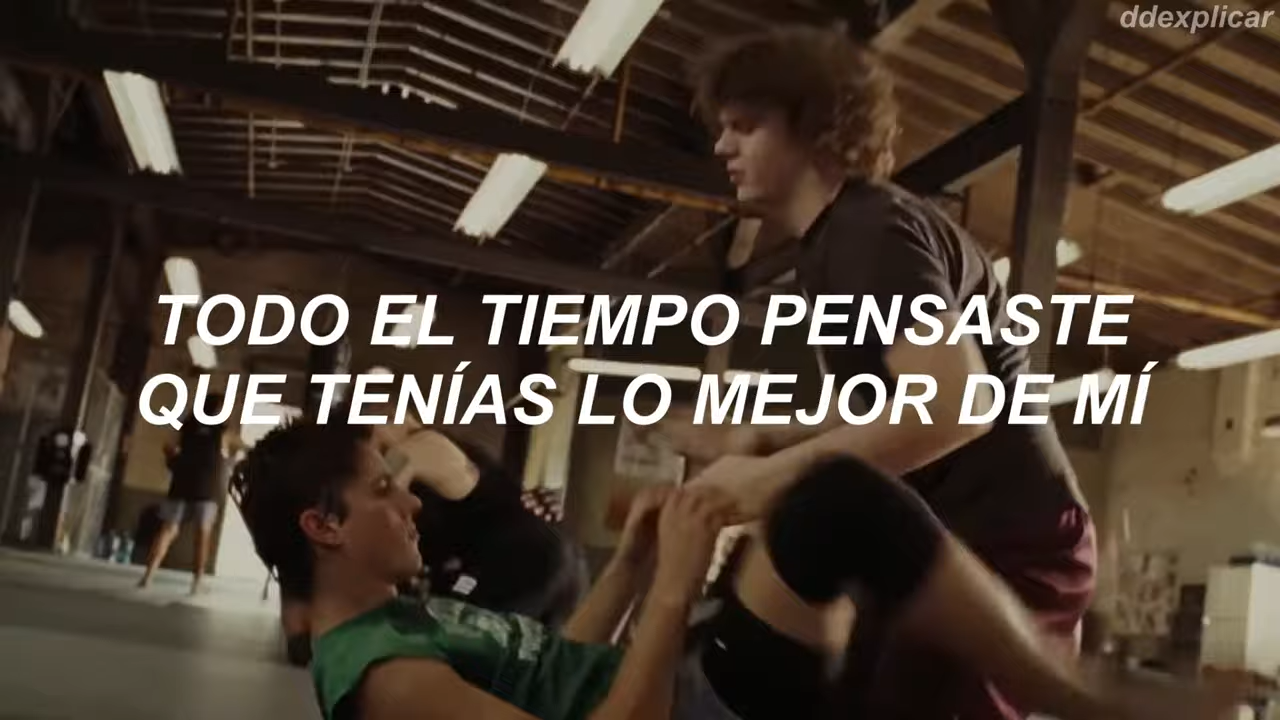 ddexplicar
TODO EL TIEMPO PENSASTE
QUE TENÍAS LO MEJOR DE MÍ